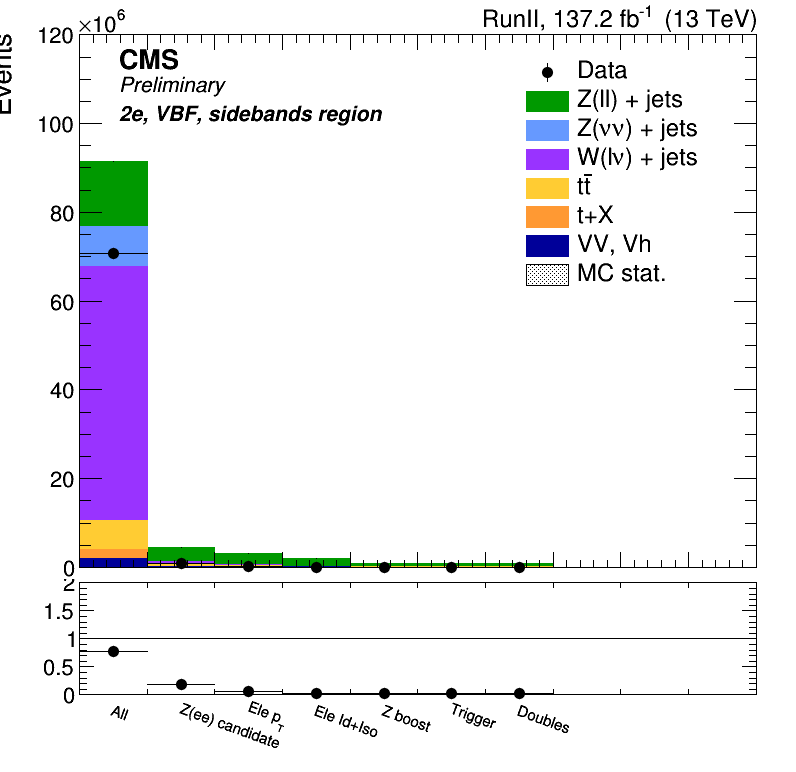 ×10⁶
RunII, 137.2 fb⁻¹ (13 TeV)
Events
120
100
80
60
40
20
0
CMS
Preliminary
2e, VBF, sidebands region
Data
Z(ll) + jets
Z(νν) + jets
W(lν) + jets
tt̄
t+X
VV, Vh
MC stat.
2
1.5
1
0.5
0
All
Z(ee) candidate
Ele p_T
Ele Id+Iso
Z boost
Trigger
Doubles